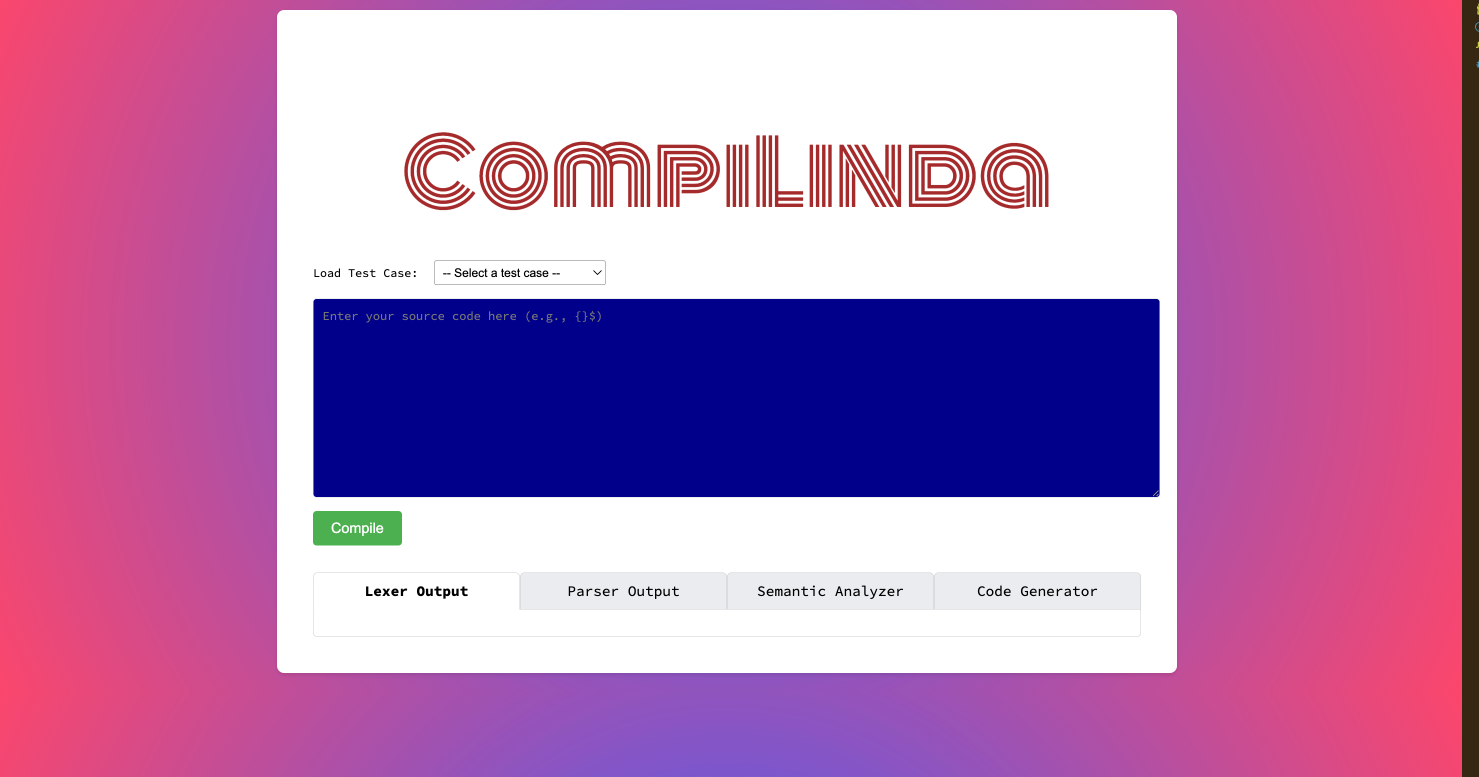 CompiLinda
Load Test Case: -- Select a test case --
Enter your source code here (e.g., {}$)
Compile
Lexer Output Parser Output Semantic Analyzer Code Generator